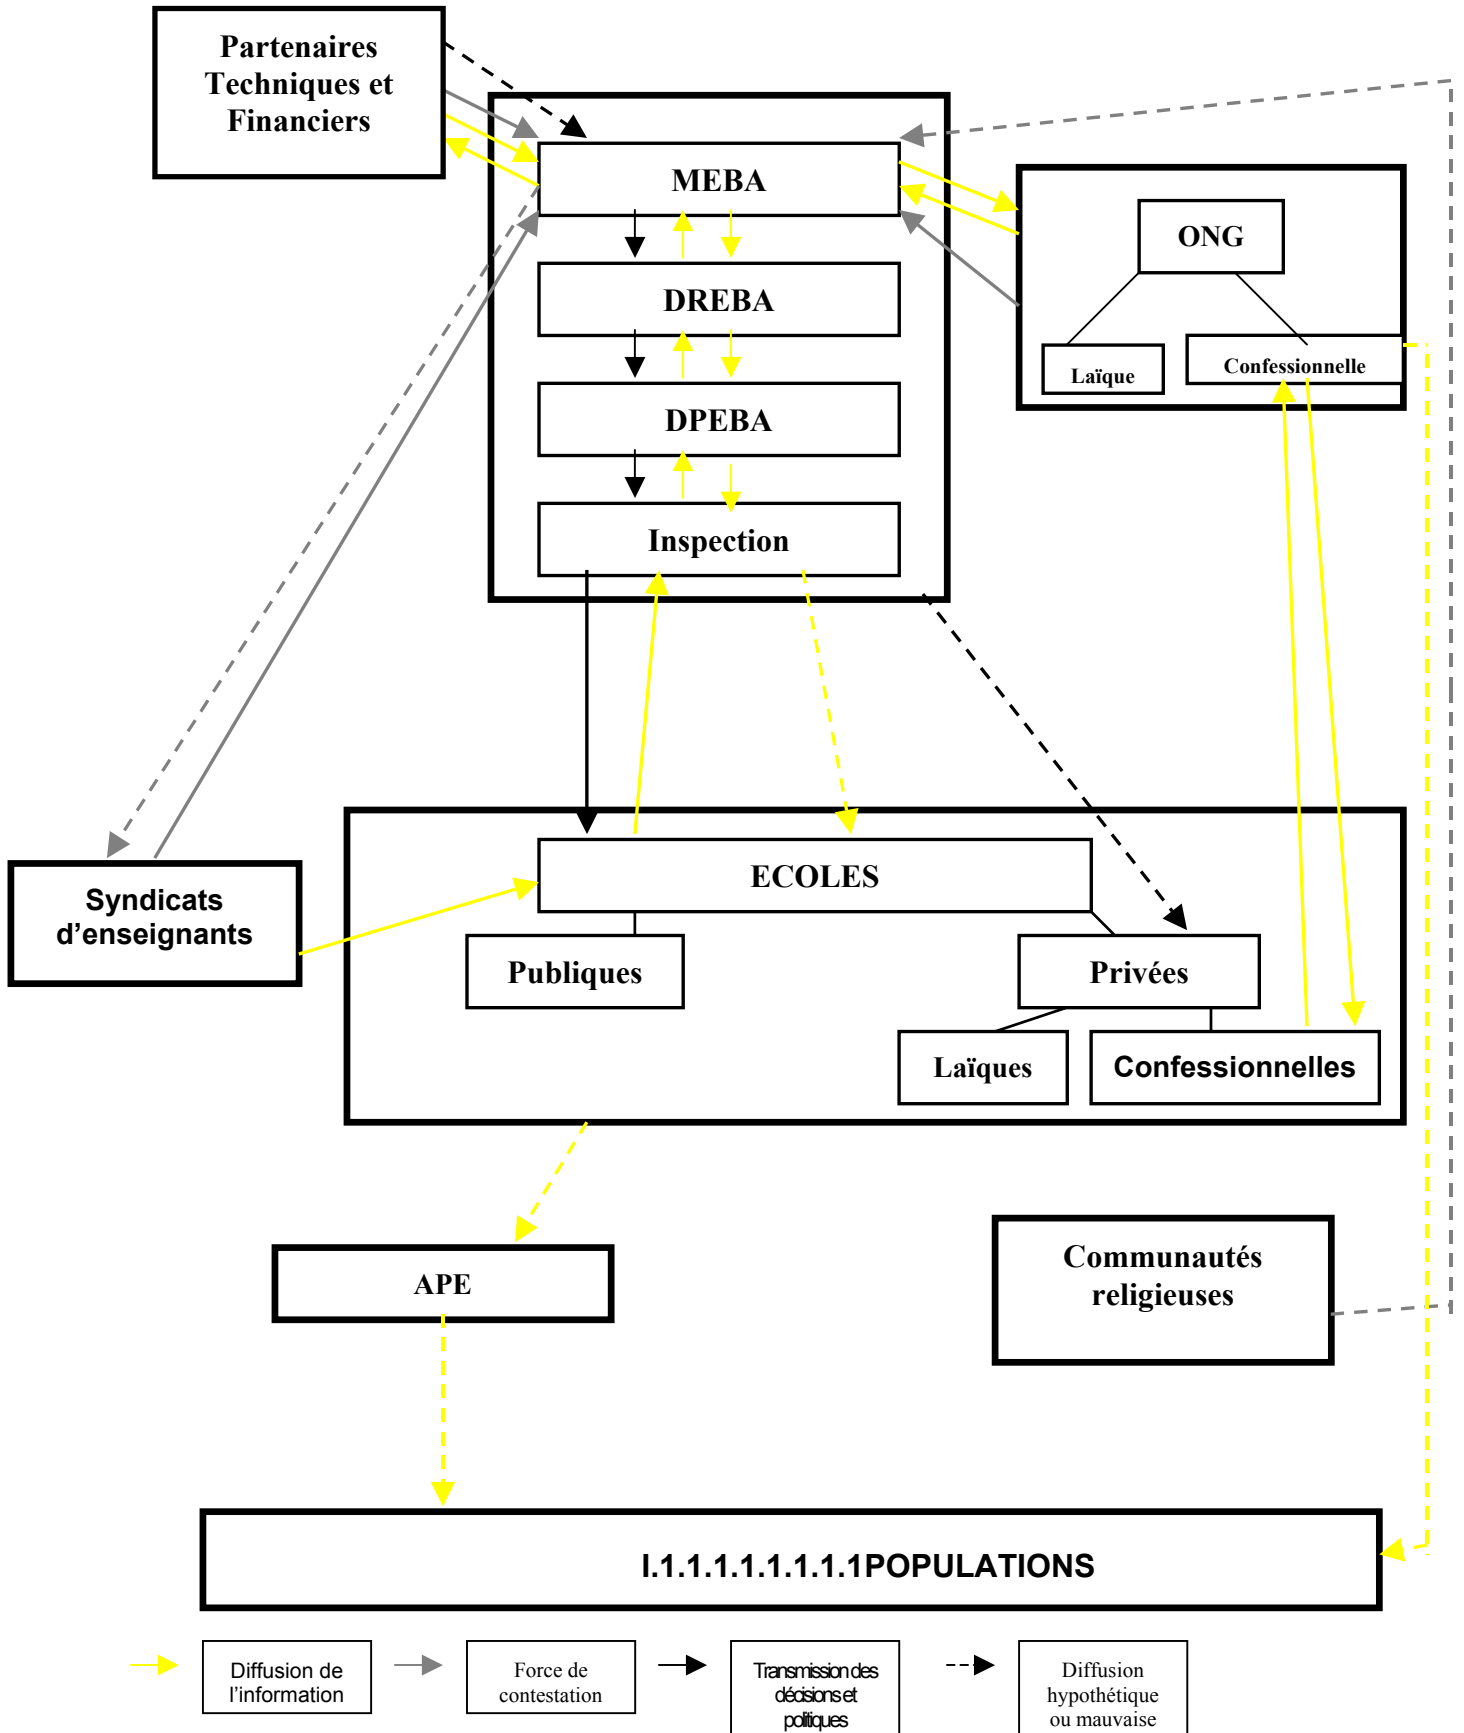 Partenaires
Techniques et
Financiers
MEBA
DREBA
DPEBA
Inspection
ONG
Laïque
Confessionnelle
ECOLES
Publiques
Privées
Laïques
Confessionnelles
Syndicats
d’enseignants
APE
Communautés
religieuses
I.1.1.1.1.1.1.1.1POPULATIONS
Diffusion de
l’information
Force de
contestation
Transmission des
décisions et
politiques
Diffusion
hypothétique
ou mauvaise